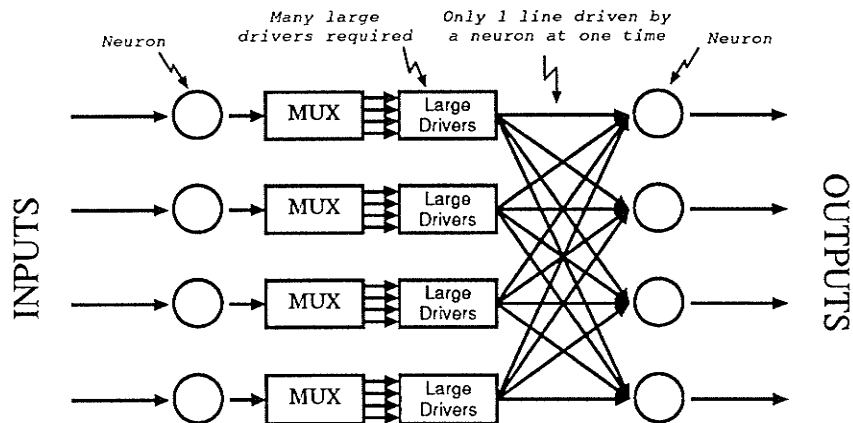 Many large
drivers required
Only 1 line driven by
a neuron at one time
Neuron
Neuron
MUX
Large
Drivers
MUX
Large
Drivers
MUX
Large
Drivers
MUX
Large
Drivers
INPUTS
OUTPUTS